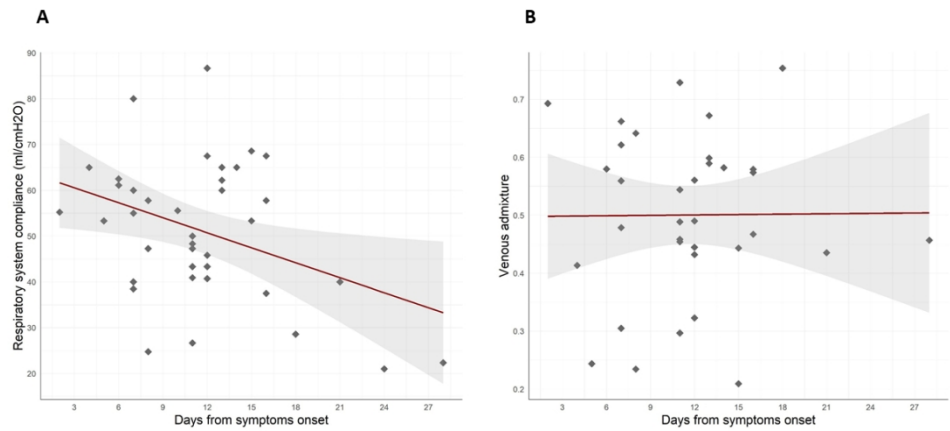 A
B
Respiratory system compliance (ml/cmH2O)
90
80
70
60
50
40
30
20
3 6 9 12 15 18 21 24 27
Days from symptoms onset
Venous admixture
0.7
0.6
0.5
0.4
0.3
0.2
3 6 9 12 15 18 21 24 27
Days from symptoms onset